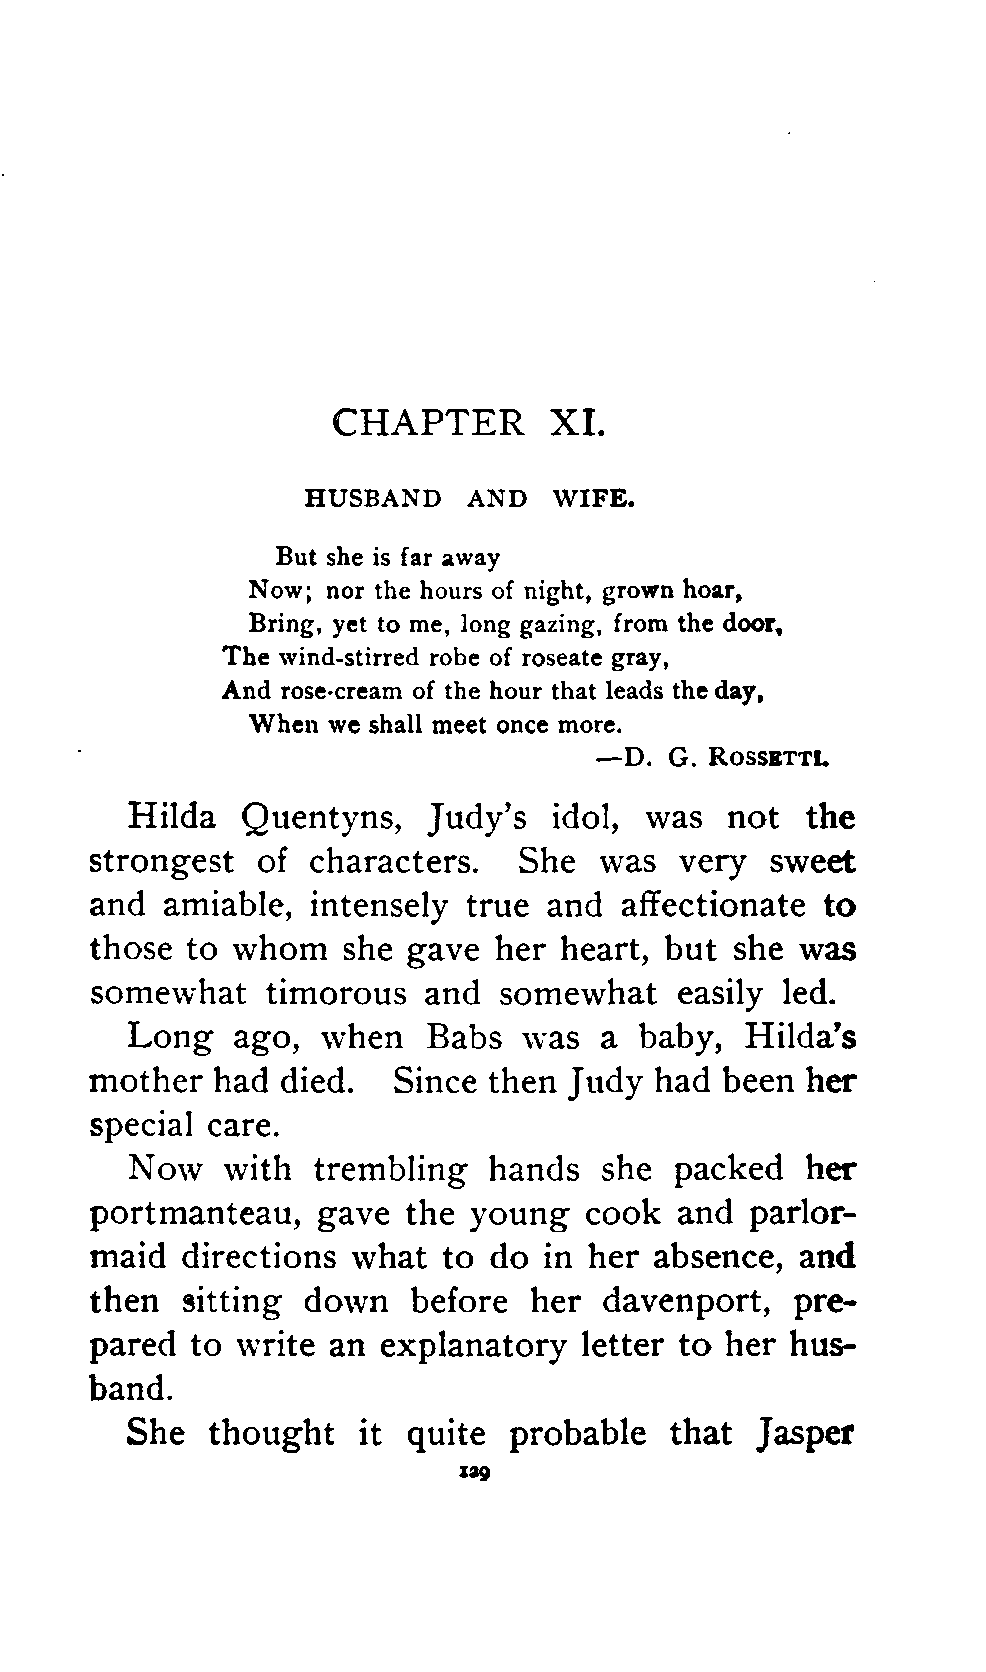 CHAPTER XI.
HUSBAND AND WIFE.
But she is far away
Now; nor the hours of night, grown hoar,
Bring, yet to me, long gazing, from the door,
The wind-stirred robe of roseate gray,
And rose-cream of the hour that leads the day,
When we shall meet once more.
—D. G. ROSSETTI.
Hilda Quentyns, Judy's idol, was not the
strongest of characters. She was very sweet
and amiable, intensely true and affectionate to
those to whom she gave her heart, but she was
somewhat timorous and somewhat easily led.
Long ago, when Babs was a baby, Hilda's
mother had died. Since then Judy had been her
special care.
Now with trembling hands she packed her
portmanteau, gave the young cook and parlor-
maid directions what to do in her absence, and
then sitting down before her davenport, pre-
pared to write an explanatory letter to her hus-
band.
She thought it quite probable that Jasper
129